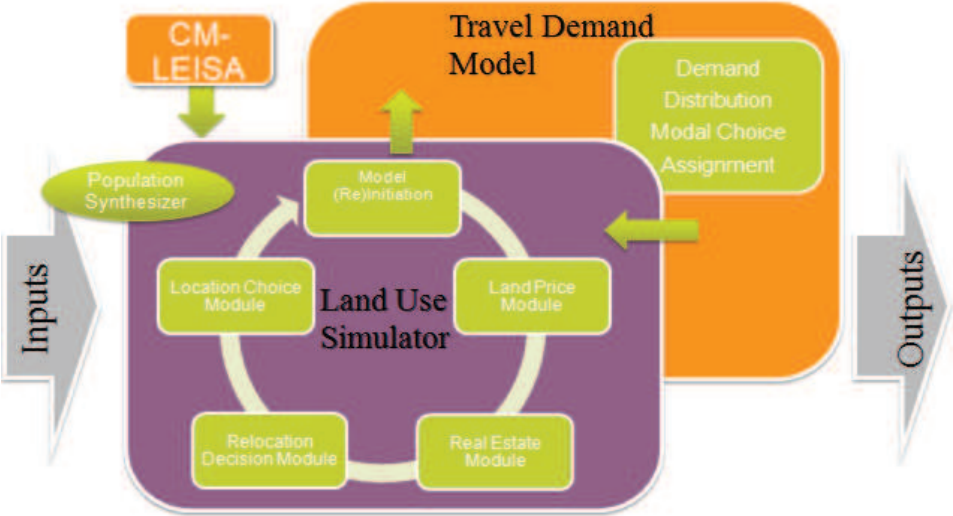 CM-
LEISA
Travel Demand
Model
Demand
Distribution
Modal Choice
Assignment
Population
Synthesizer
Model
(Re)Initiation
Inputs
Location Choice
Module
Land Use
Simulator
Land Price
Module
Outputs
Relocation
Decision Module
Real Estate
Module